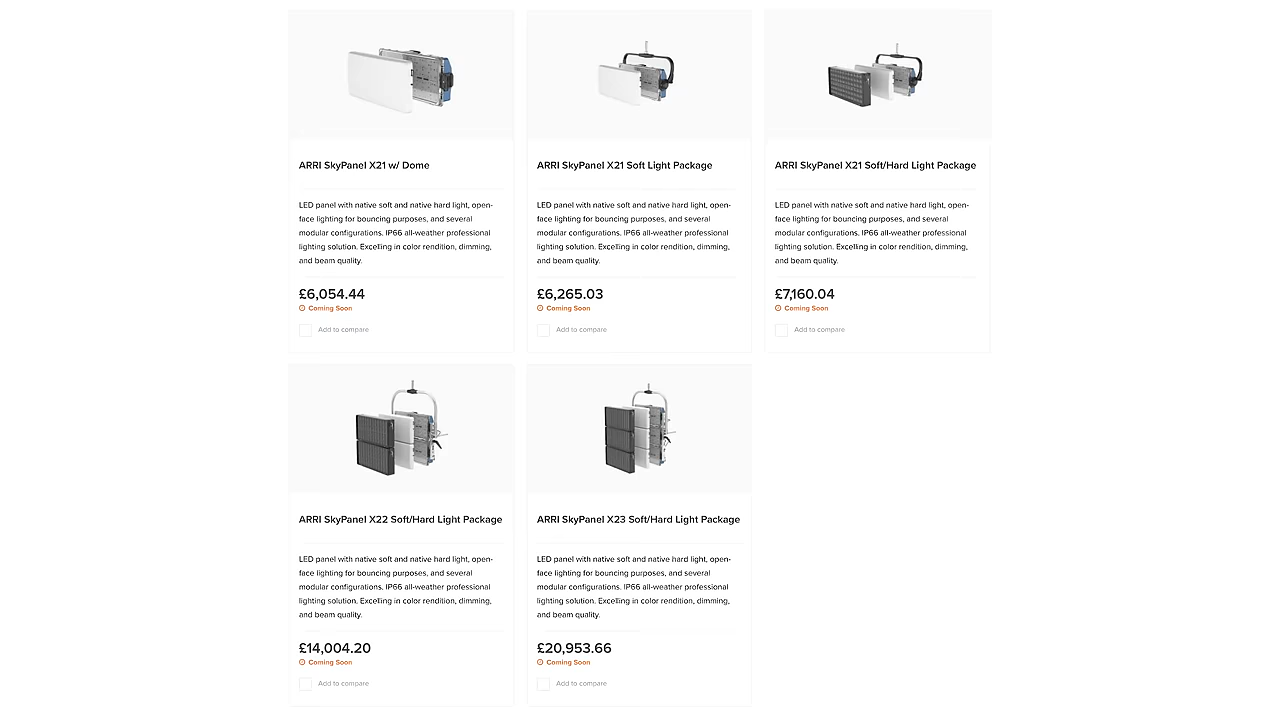 ARRI SkyPanel X21 w/ Dome
LED panel with native soft and native hard light, open-
face lighting for bouncing purposes, and several
modular configurations. IP66 all-weather professional
lighting solution. Excelling in color rendition, dimming,
and beam quality.
£6,054.44
Coming Soon
Add to compare
ARRI SkyPanel X21 Soft Light Package
LED panel with native soft and native hard light, open-
face lighting for bouncing purposes, and several
modular configurations. IP66 all-weather professional
lighting solution. Excelling in color rendition, dimming,
and beam quality.
£6,265.03
Coming Soon
Add to compare
ARRI SkyPanel X21 Soft/Hard Light Package
LED panel with native soft and native hard light, open-
face lighting for bouncing purposes, and several
modular configurations. IP66 all-weather professional
lighting solution. Excelling in color rendition, dimming,
and beam quality.
£7,160.04
Coming Soon
Add to compare
ARRI SkyPanel X22 Soft/Hard Light Package
LED panel with native soft and native hard light, open-
face lighting for bouncing purposes, and several
modular configurations. IP66 all-weather professional
lighting solution. Excelling in color rendition, dimming,
and beam quality.
£14,004.20
Coming Soon
Add to compare
ARRI SkyPanel X23 Soft/Hard Light Package
LED panel with native soft and native hard light, open-
face lighting for bouncing purposes, and several
modular configurations. IP66 all-weather professional
lighting solution. Excelling in color rendition, dimming,
and beam quality.
£20,953.66
Coming Soon
Add to compare